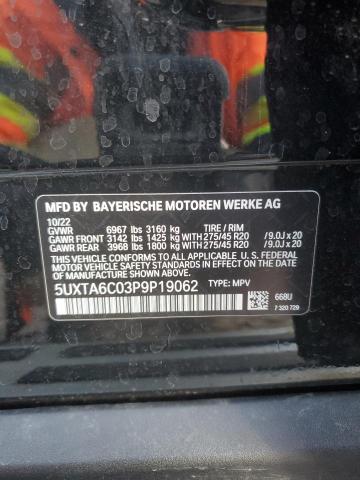 MFD BY BAYERISCHE MOTOREN WERKE AG
10/22
GVWR 6967 lbs 3160 kg TIRE / RIM
GAWR FRONT 3142 lbs 1425 kg WITH 275/45 R20 /9.0J x 20
GAWR REAR 3968 lbs 1800 kg WITH 275/45 R20 /9.0J x 20
THIS VEHICLE CONFORMS TO ALL APPLICABLE U. S. FEDERAL
MOTOR VEHICLE SAFETY STANDARDS IN EFFECT ON THE
DATE OF MANUFACTURE SHOWN ABOVE.
5UXTA6C03P9P19062 TYPE: MPV
668U
7 320 729